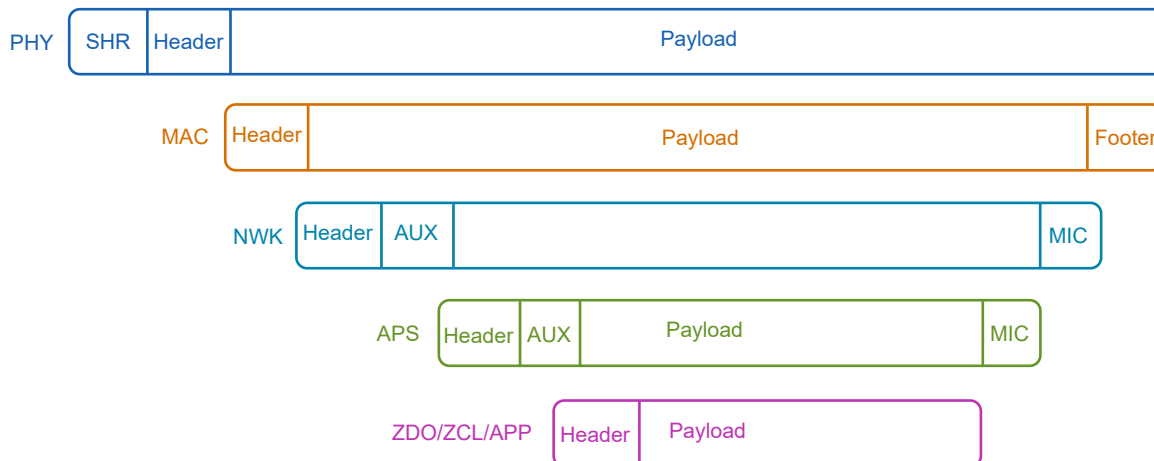 PHY SHR Header Payload
MAC Header Payload Footer
NWK Header AUX MIC
APS Header AUX Payload MIC
ZDO/ZCL/APP Header Payload